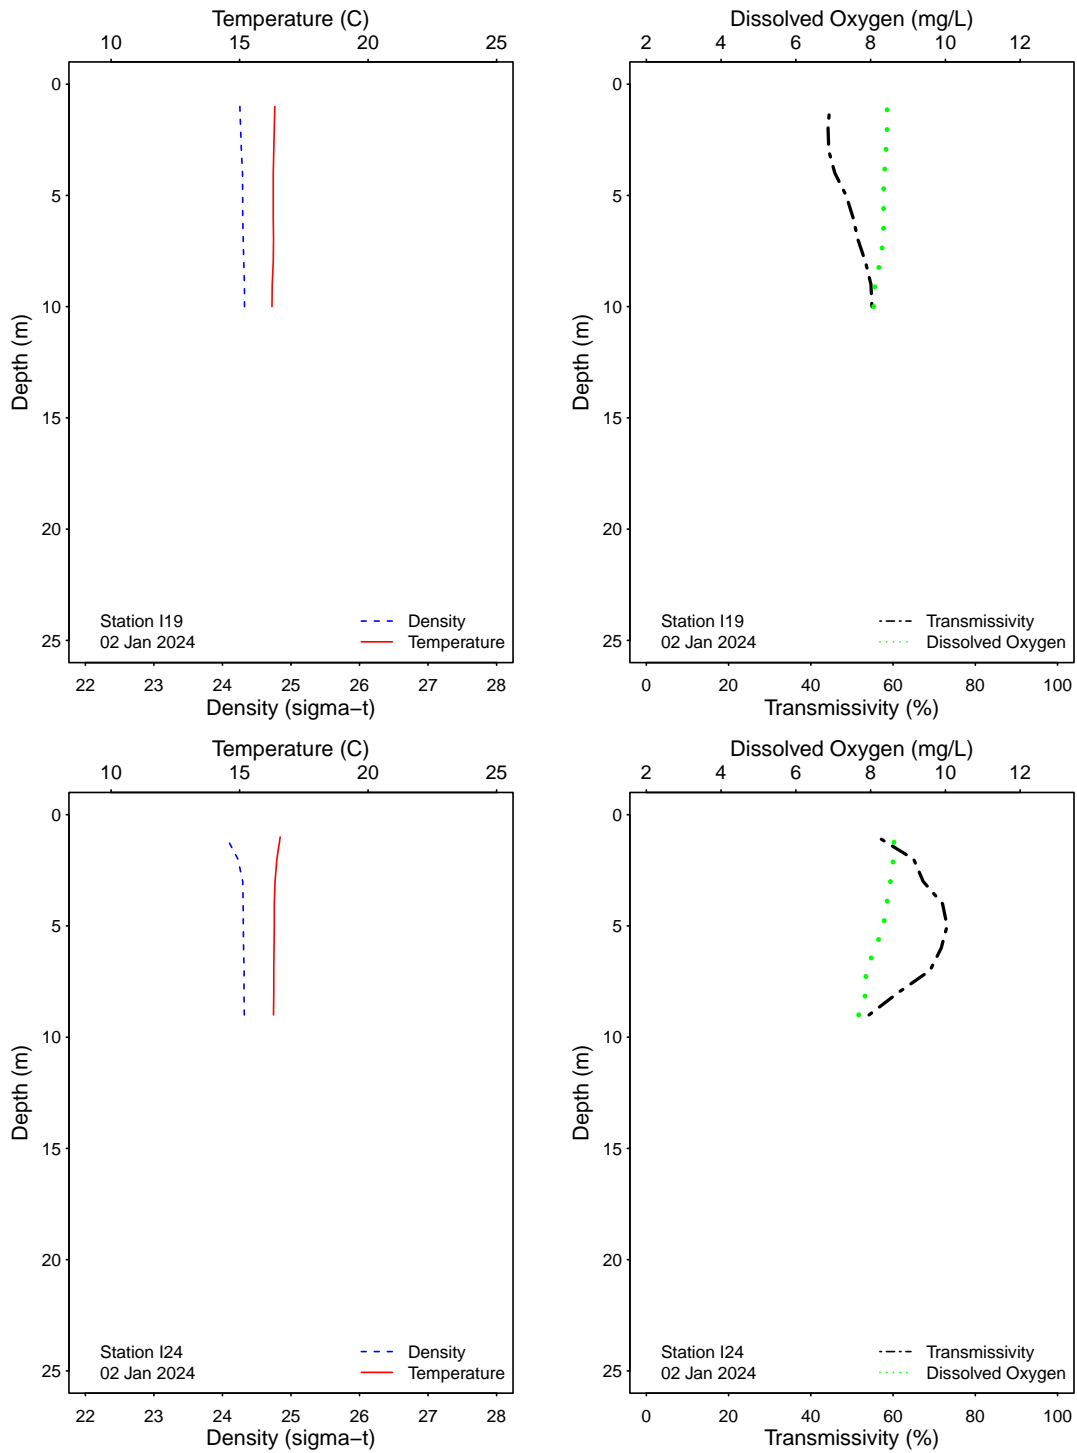 Temperature (C)
10 15 20 25
0
5
10
15
20
25
Depth (m)
Station I19
02 Jan 2024
Density
Temperature
22 23 24 25 26 27 28
Density (sigma−t)
Dissolved Oxygen (mg/L)
2 4 6 8 10 12
0
5
10
15
20
25
Depth (m)
Station I19
02 Jan 2024
Transmissivity
Dissolved Oxygen
0 20 40 60 80 100
Transmissivity (%)
Temperature (C)
10 15 20 25
0
5
10
15
20
25
Depth (m)
Station I24
02 Jan 2024
Density
Temperature
22 23 24 25 26 27 28
Density (sigma−t)
Dissolved Oxygen (mg/L)
2 4 6 8 10 12
0
5
10
15
20
25
Depth (m)
Station I24
02 Jan 2024
Transmissivity
Dissolved Oxygen
0 20 40 60 80 100
Transmissivity (%)